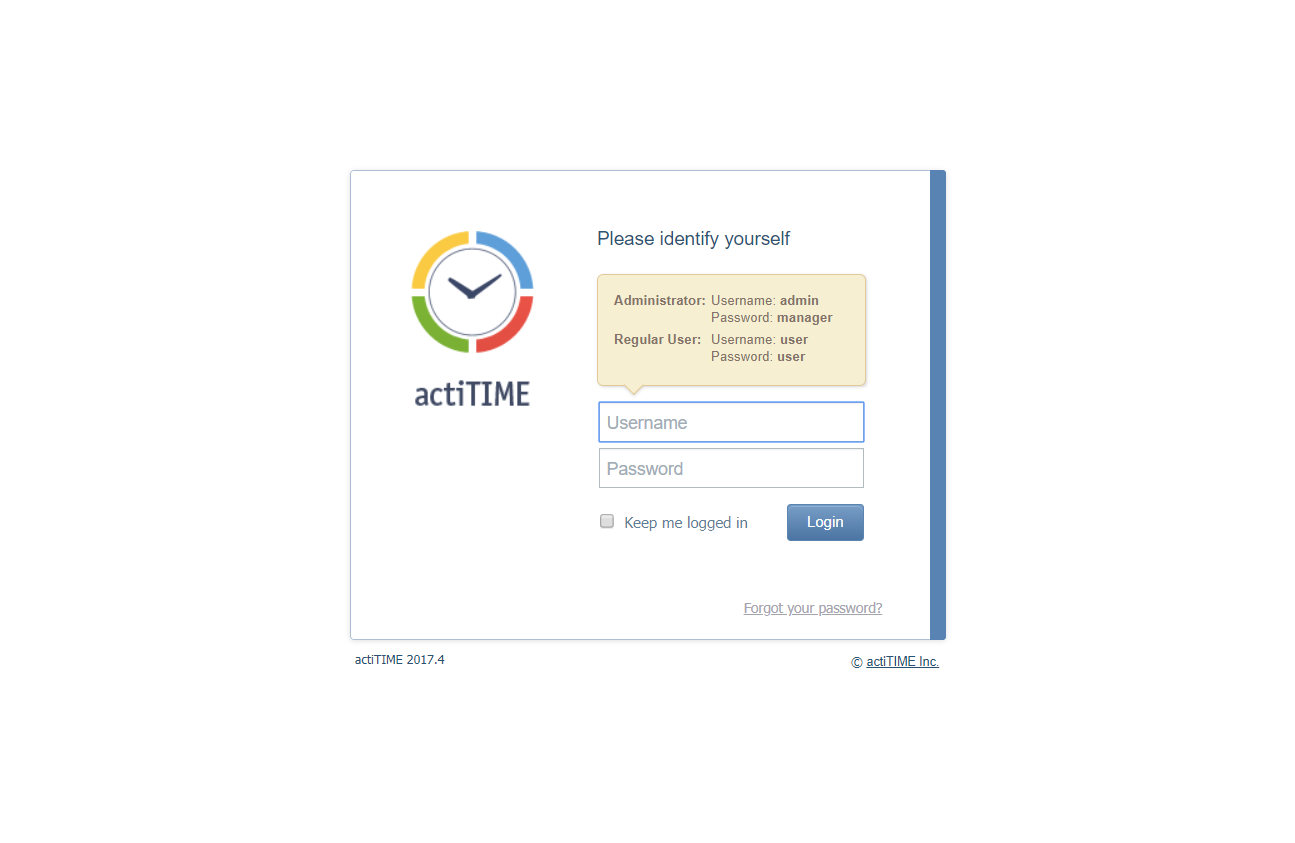 Please identify yourself
Administrator: Username: admin
Password: manager
Regular User: Username: user
Password: user
actiTIME
Username
Password
Keep me logged in
Login
Forgot your password?
actiTIME 2017.4
© actiTIME Inc.